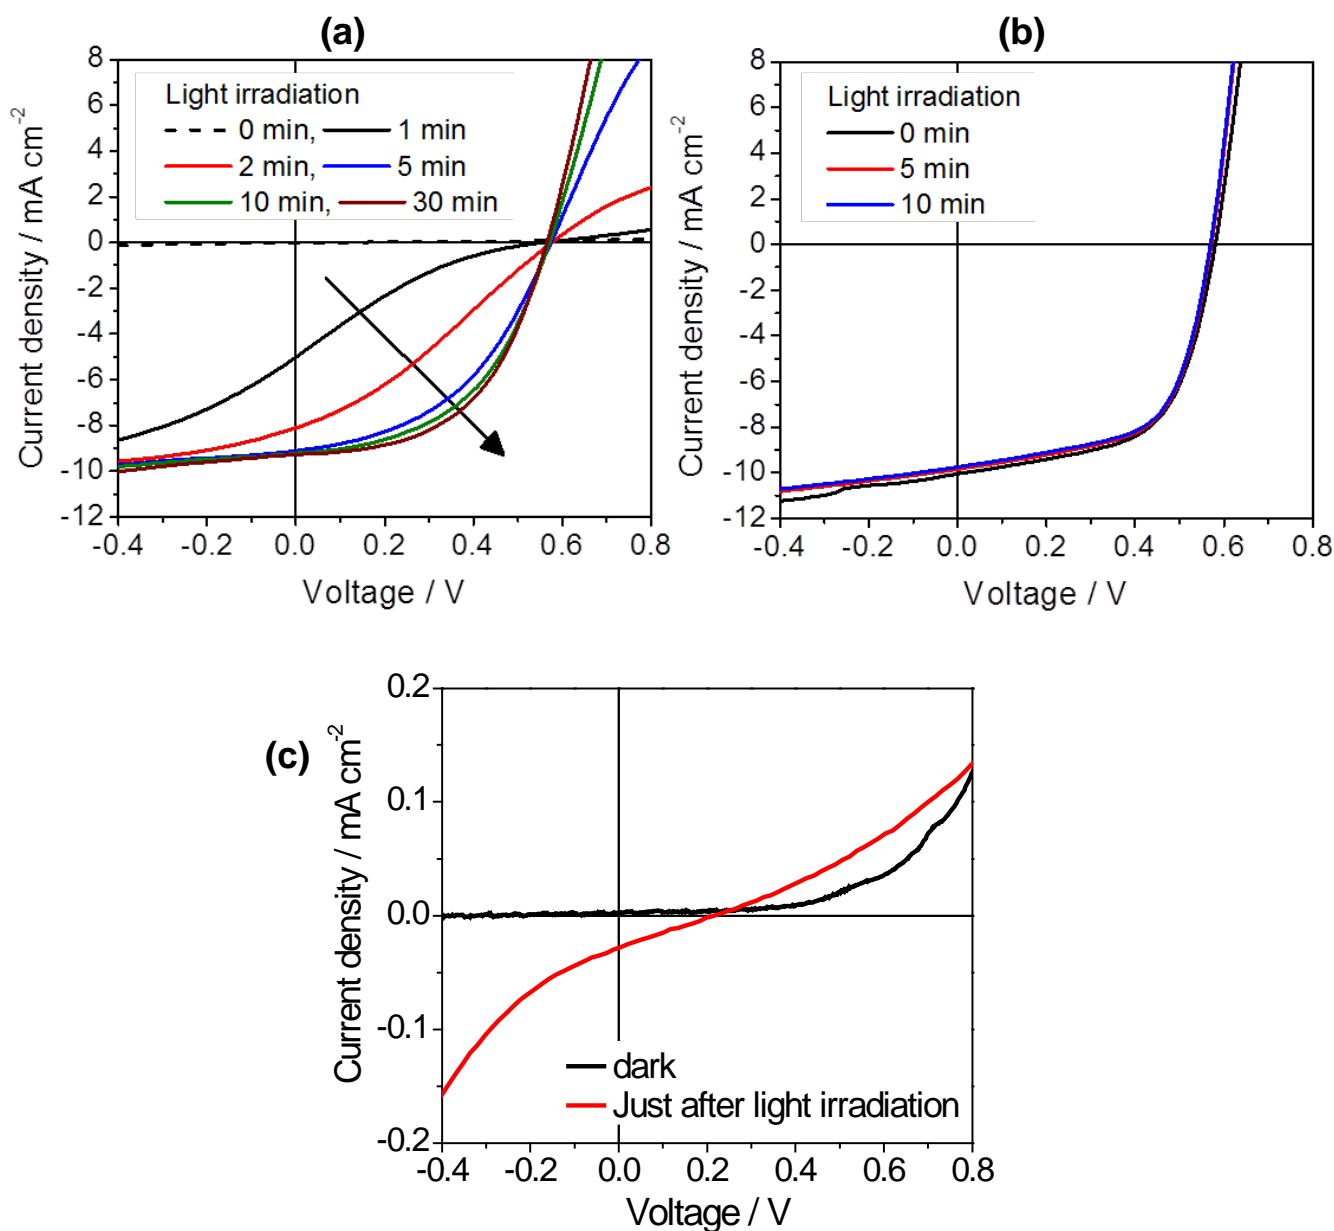 (a)
8
6
4
2
0
-2
-4
-6
-8
-10
-12
Current density / mA cm-2
Light irradiation
0 min, 1 min
2 min, 5 min
10 min, 30 min
-0.4 -0.2 0.0 0.2 0.4 0.6 0.8
Voltage / V
(b)
8
6
4
2
0
-2
-4
-6
-8
-10
-12
Current density / mA cm-2
Light irradiation
0 min
5 min
10 min
-0.4 -0.2 0.0 0.2 0.4 0.6 0.8
Voltage / V
(c)
0.2
0.1
0.0
-0.1
-0.2
Current density / mA cm-2
dark
Just after light irradiation
-0.4 -0.2 0.0 0.2 0.4 0.6 0.8
Voltage / V